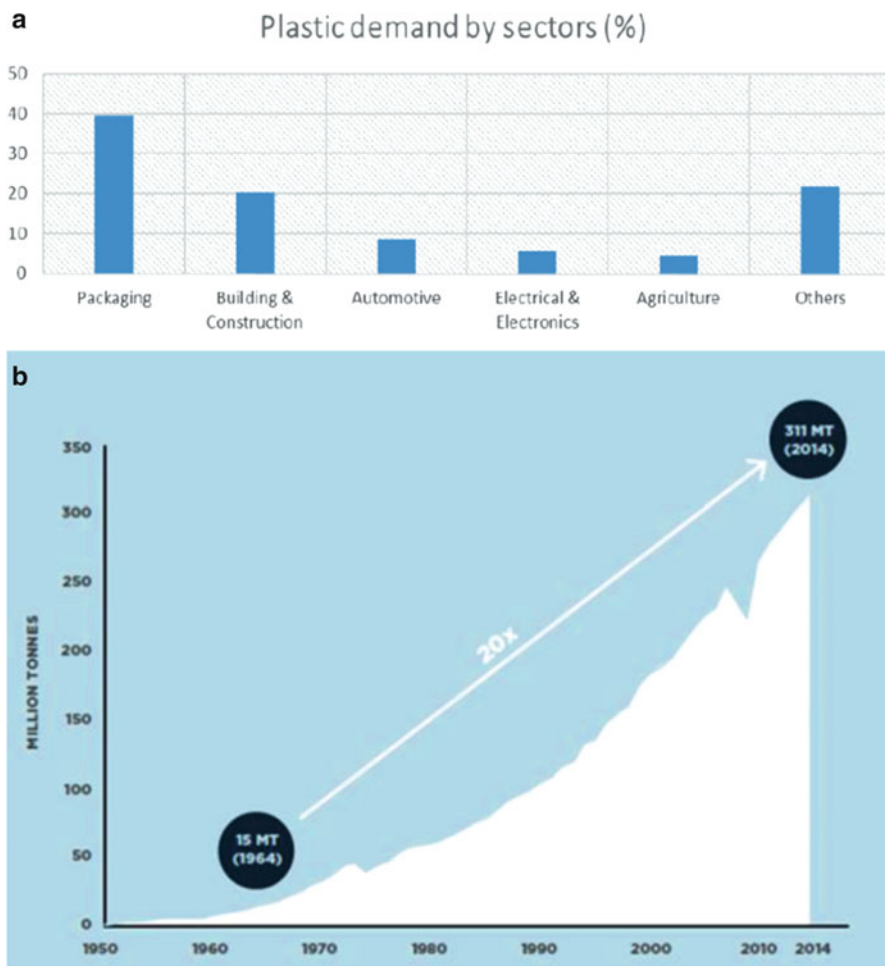 a
Plastic demand by sectors (%)
50
40
30
20
10
0
Packaging
Building &
Construction
Automotive
Electrical &
Electronics
Agriculture
Others
b
350
300
250
200
150
100
50
0
MILLION TONNES
311 MT
(2014)
20x
15 MT
(1964)
1950 1960 1970 1980 1990 2000 2010 2014